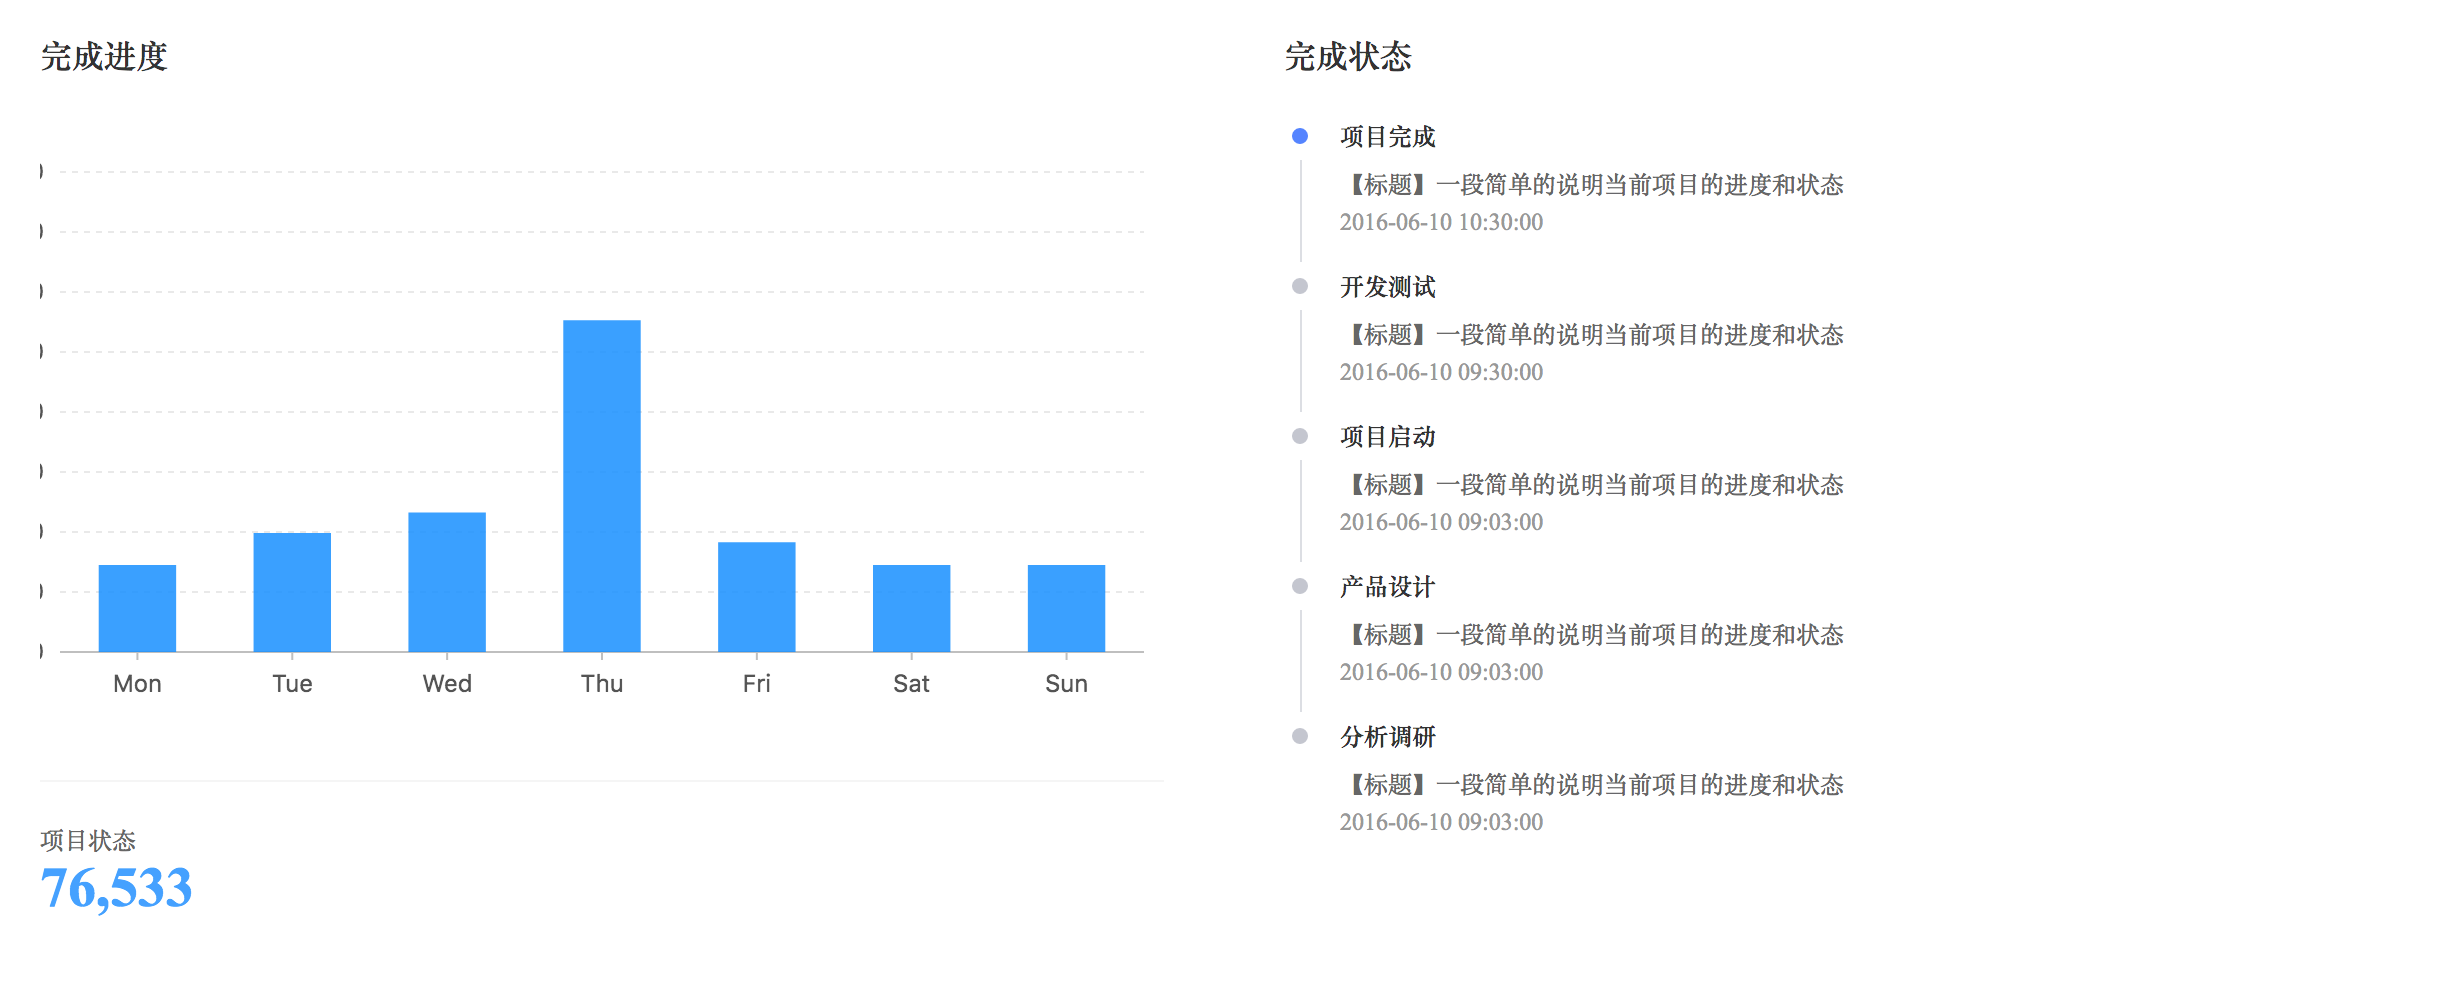 完成进度
Mon Tue Wed Thu Fri Sat Sun
项目状态
76,533
完成状态
项目完成
【标题】一段简单的说明当前项目的进度和状态
2016-06-10 10:30:00
开发测试
【标题】一段简单的说明当前项目的进度和状态
2016-06-10 09:30:00
项目启动
【标题】一段简单的说明当前项目的进度和状态
2016-06-10 09:03:00
产品设计
【标题】一段简单的说明当前项目的进度和状态
2016-06-10 09:03:00
分析调研
【标题】一段简单的说明当前项目的进度和状态
2016-06-10 09:03:00